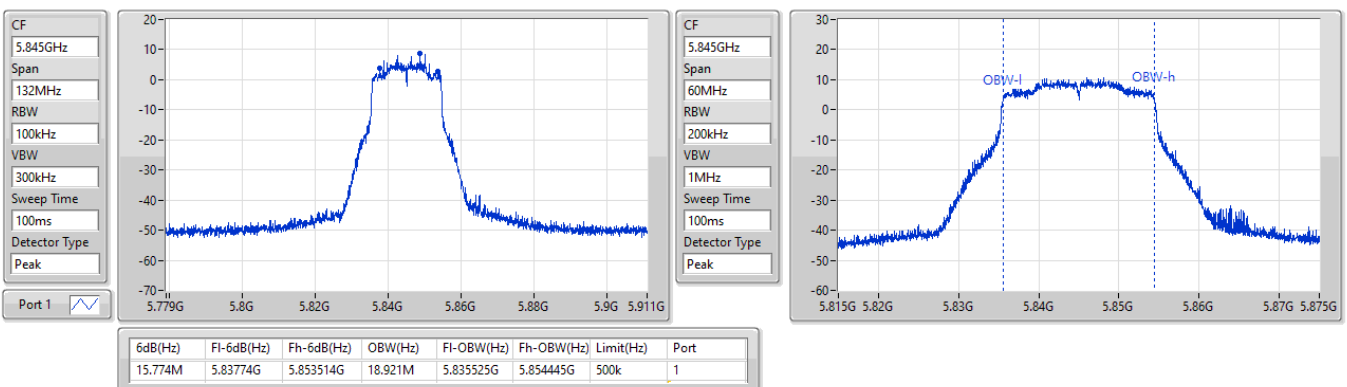 CF
5.845GHz
Span
132MHz
RBW
100kHz
VBW
300kHz
Sweep Time
100ms
Detector Type
Peak
Port 1
20
10
0
-10
-20
-30
-40
-50
-60
-70
5.779G 5.8G 5.82G 5.84G 5.86G 5.88G 5.9G 5.911G
CF
5.845GHz
Span
60MHz
RBW
200kHz
VBW
1MHz
Sweep Time
100ms
Detector Type
Peak
30
20
10
0
-10
-20
-30
-40
-50
-60
OBW-l OBW-h
5.815G 5.82G 5.83G 5.84G 5.85G 5.86G 5.87G 5.875G
6dB(Hz) Fl-6dB(Hz) Fh-6dB(Hz) OBW(Hz) Fl-OBW(Hz) Fh-OBW(Hz) Limit(Hz) Port
15.774M 5.83774G 5.853514G 18.921M 5.835525G 5.854445G 500k 1